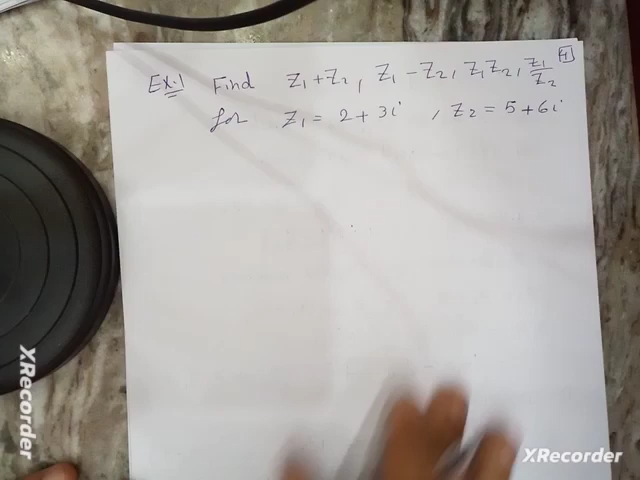 Ex.1 Find Z₁+Z₂, Z₁-Z₂, Z₁Z₂, Z₁/Z₂ 4
for Z₁ = 2+3i , Z₂ = 5+6i
XRecorder
XRecorder